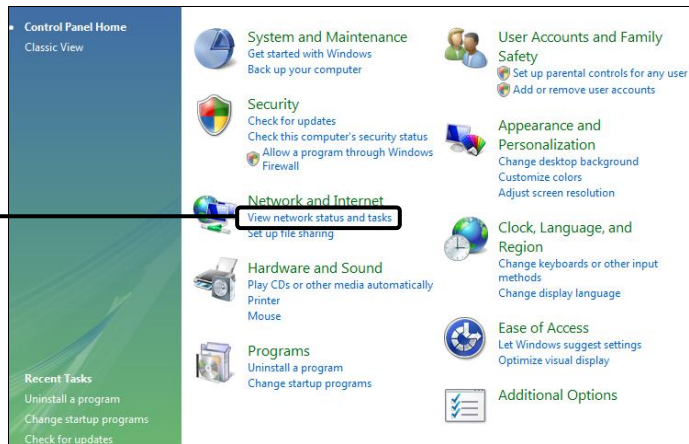 Control Panel Home
Classic View
Recent Tasks
Uninstall a program
Change startup programs
Check for updates
System and Maintenance
Get started with Windows
Back up your computer
Security
Check for updates
Check this computer's security status
Allow a program through Windows
Firewall
Network and Internet
View network status and tasks
Set up file sharing
Hardware and Sound
Play CDs or other media automatically
Printer
Mouse
Programs
Uninstall a program
Change startup programs
User Accounts and Family
Safety
Set up parental controls for any user
Add or remove user accounts
Appearance and
Personalization
Change desktop background
Customize colors
Adjust screen resolution
Clock, Language, and
Region
Change keyboards or other input
methods
Change display language
Ease of Access
Let Windows suggest settings
Optimize visual display
Additional Options